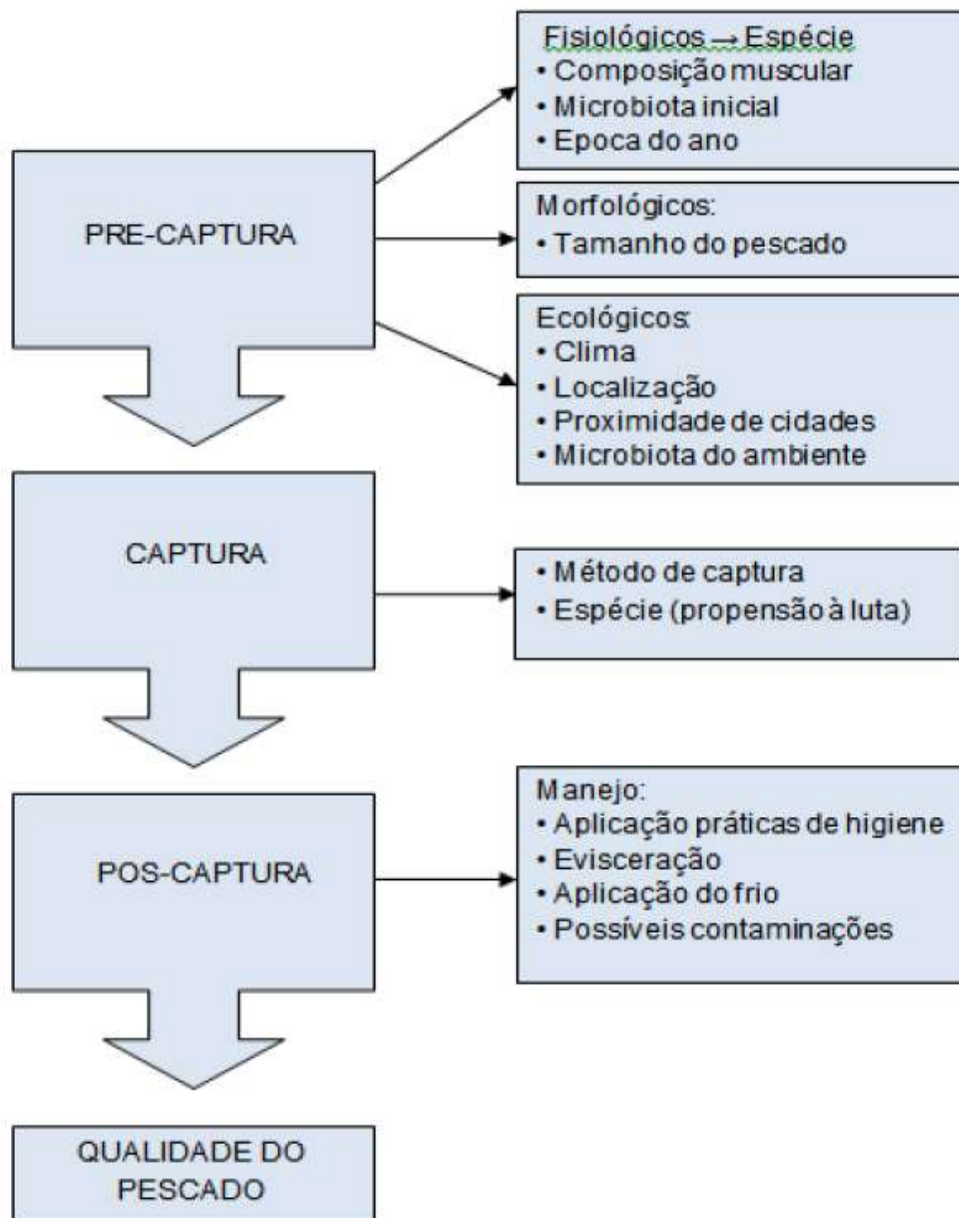 PRE-CAPTURA
Fisiológicos → Espécie
• Composição muscular
• Microbiota inicial
• Epoca do ano
Morfológicos:
• Tamanho do pescado
Ecológicos:
• Clima
• Localização
• Proximidade de cidades
• Microbiota do ambiente
CAPTURA
• Método de captura
• Espécie (propensão à luta)
POS-CAPTURA
Manejo:
• Aplicação práticas de higiene
• Evisceração
• Aplicação do frio
• Possíveis contaminações
QUALIDADE DO
PESCADO